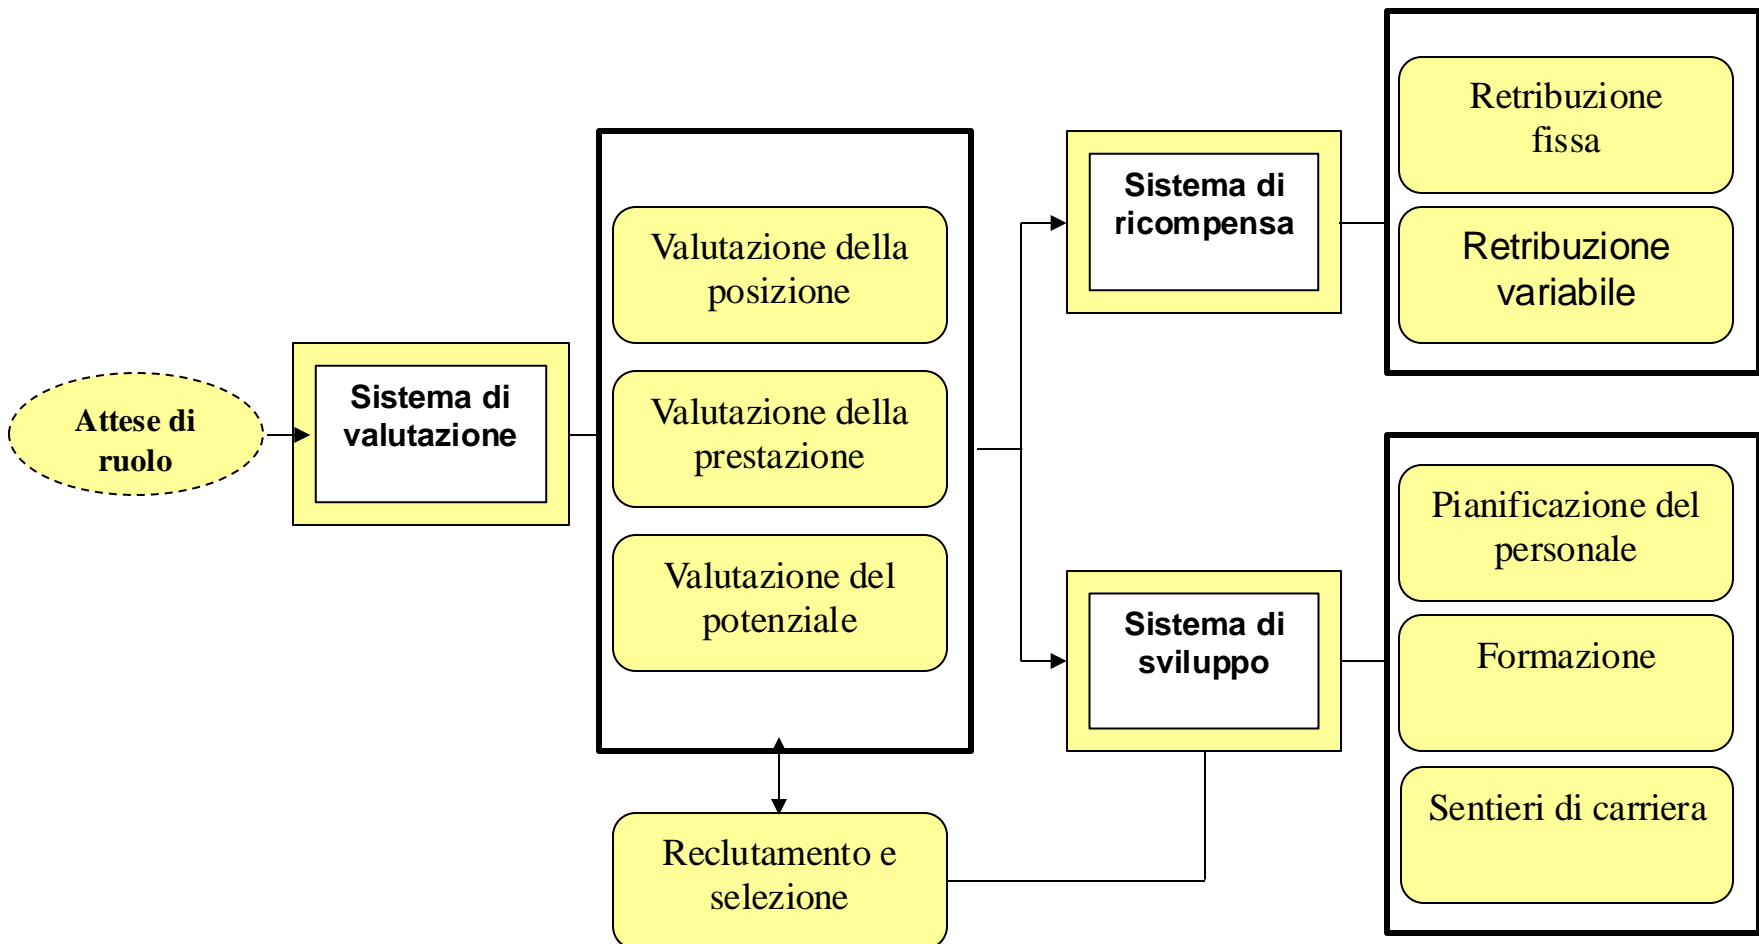 Attese di
ruolo
Sistema di
valutazione
Valutazione della
posizione
Valutazione della
prestazione
Valutazione del
potenziale
Reclutamento e
selezione
Sistema di
ricompensa
Retribuzione
fissa
Retribuzione
variabile
Sistema di
sviluppo
Pianificazione del
personale
Formazione
Sentieri di carriera